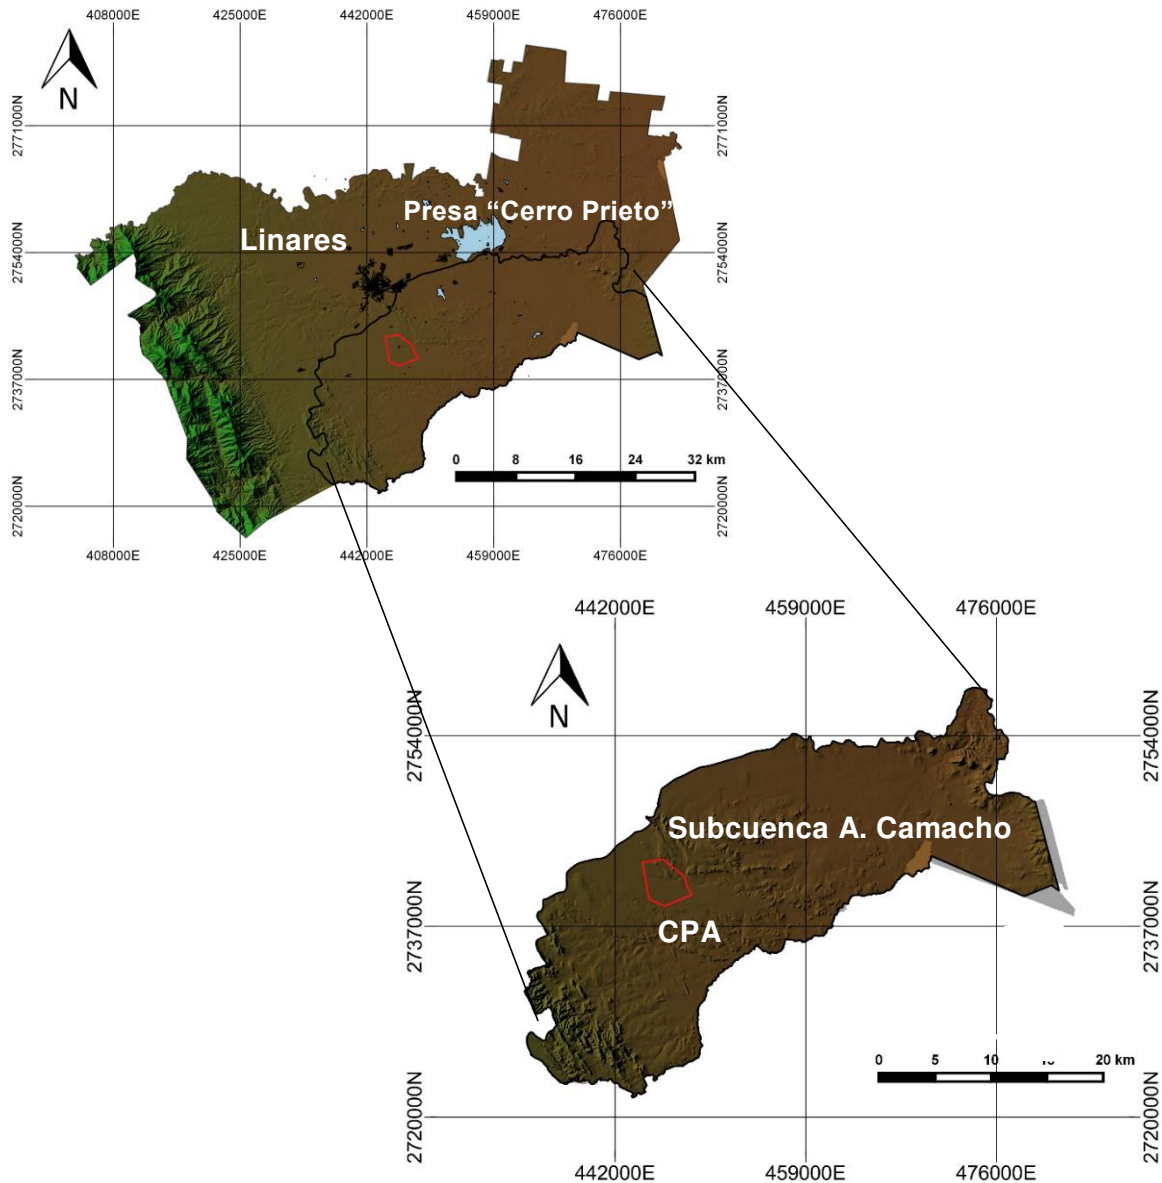 408000E 425000E 442000E 459000E 476000E
N
2771000N 2771000N
Presa “Cerro Prieto”
Linares
2754000N 2754000N
2737000N 2737000N
0 8 16 24 32 km
2720000N 2720000N
408000E 425000E 442000E 459000E 476000E
442000E 459000E 476000E
N
2754000N 2754000N
Subcuenca A. Camacho
CPA
2737000N 2737000N
0 5 10 20 km
2720000N 2720000N
442000E 459000E 476000E